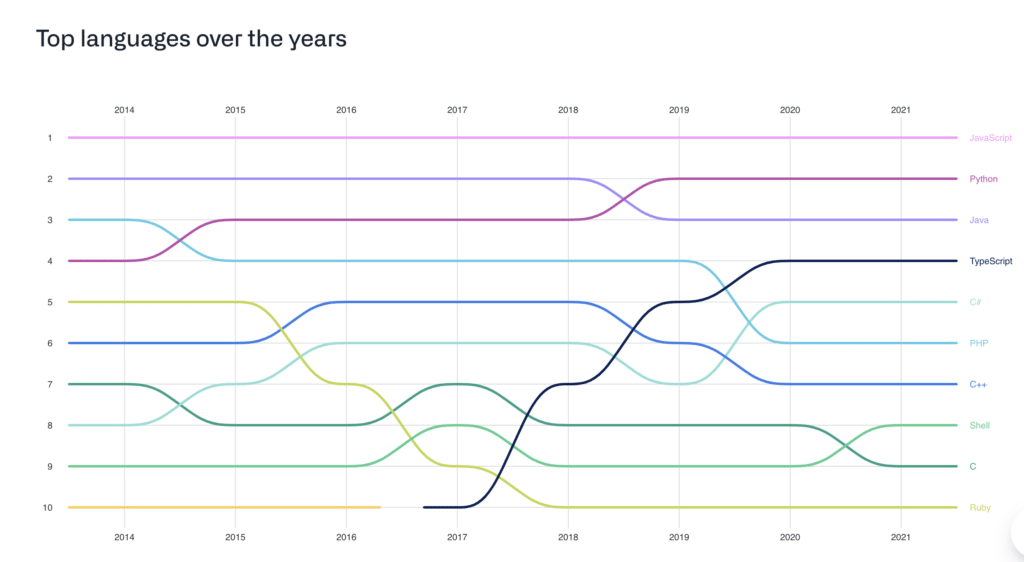 Top languages over the years
2014 2015 2016 2017 2018 2019 2020 2021
1 JavaScript
2 Python
3 Java
4 TypeScript
5 C#
6 PHP
7 C++
8 Shell
9 C
10 Ruby
2014 2015 2016 2017 2018 2019 2020 2021